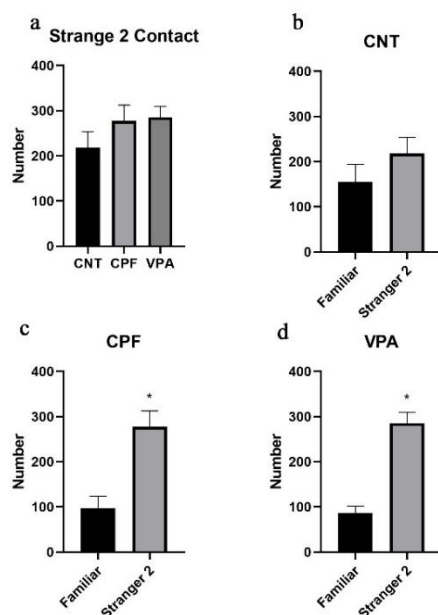 a
Strange 2 Contact
400
300
200
100
0
Number
CNT CPF VPA
b
CNT
400
300
200
100
0
Number
Familiar
Stranger 2
c
CPF
*
400
300
200
100
0
Number
Familiar
Stranger 2
d
VPA
*
400
300
200
100
0
Number
Familiar
Stranger 2